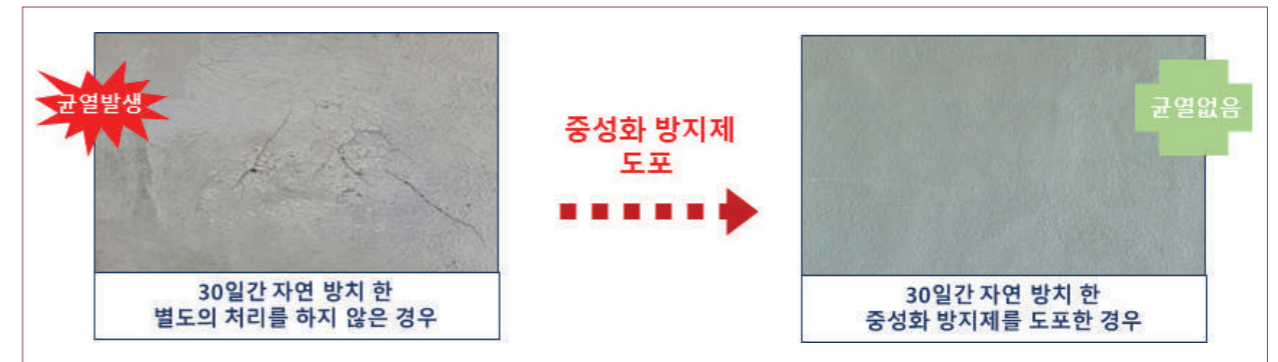 균열발생
30일간 자연 방치 한
별도의 처리를 하지 않은 경우
중성화 방지제
도포
균열없음
30일간 자연 방치 한
중성화 방지제를 도포한 경우